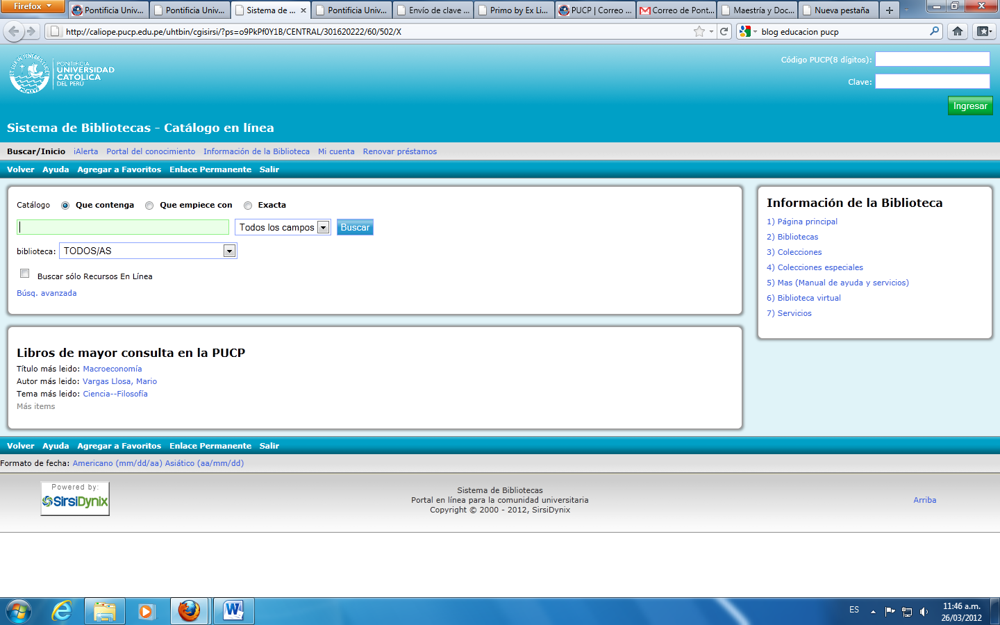 Firefox
Pontificia Univ...
Pontificia Univ...
Sistema de ...
Pontificia Univ...
Envío de clave ...
Primo by Ex Li...
PUCP | Correo ...
Correo de Pont...
Maestría y Doc...
Nueva pestaña
http://caliope.pucp.edu.pe/uhtbin/cgisirsi/?ps=o9PkPf0Y1B/CENTRAL/301620222/60/502/X
blog educacion pucp
PONTIFICIA
UNIVERSIDAD
CATÓLICA
DEL PERÚ
Código PUCP(8 dígitos):
Clave:
Ingresar
Sistema de Bibliotecas - Catálogo en línea
Buscar/Inicio iAlerta Portal del conocimiento Información de la Biblioteca Mi cuenta Renovar préstamos
Volver Ayuda Agregar a Favoritos Enlace Permanente Salir
Catálogo Que contenga Que empiece con Exacta
Todos los campos Buscar
biblioteca: TODOS/AS
Buscar sólo Recursos En Línea
Búsq. avanzada
Información de la Biblioteca
1) Página principal
2) Bibliotecas
3) Colecciones
4) Colecciones especiales
5) Mas (Manual de ayuda y servicios)
6) Biblioteca virtual
7) Servicios
Libros de mayor consulta en la PUCP
Título más leido: Macroeconomía
Autor más leido: Vargas Llosa, Mario
Tema más leido: Ciencia--Filosofía
Más items
Volver Ayuda Agregar a Favoritos Enlace Permanente Salir
Formato de fecha: Americano (mm/dd/aa) Asiático (aa/mm/dd)
Powered by:
SirsiDynix
Sistema de Bibliotecas
Portal en línea para la comunidad universitaria
Copyright © 2000 - 2012, SirsiDynix
Arriba
ES
11:46 a.m.
26/03/2012